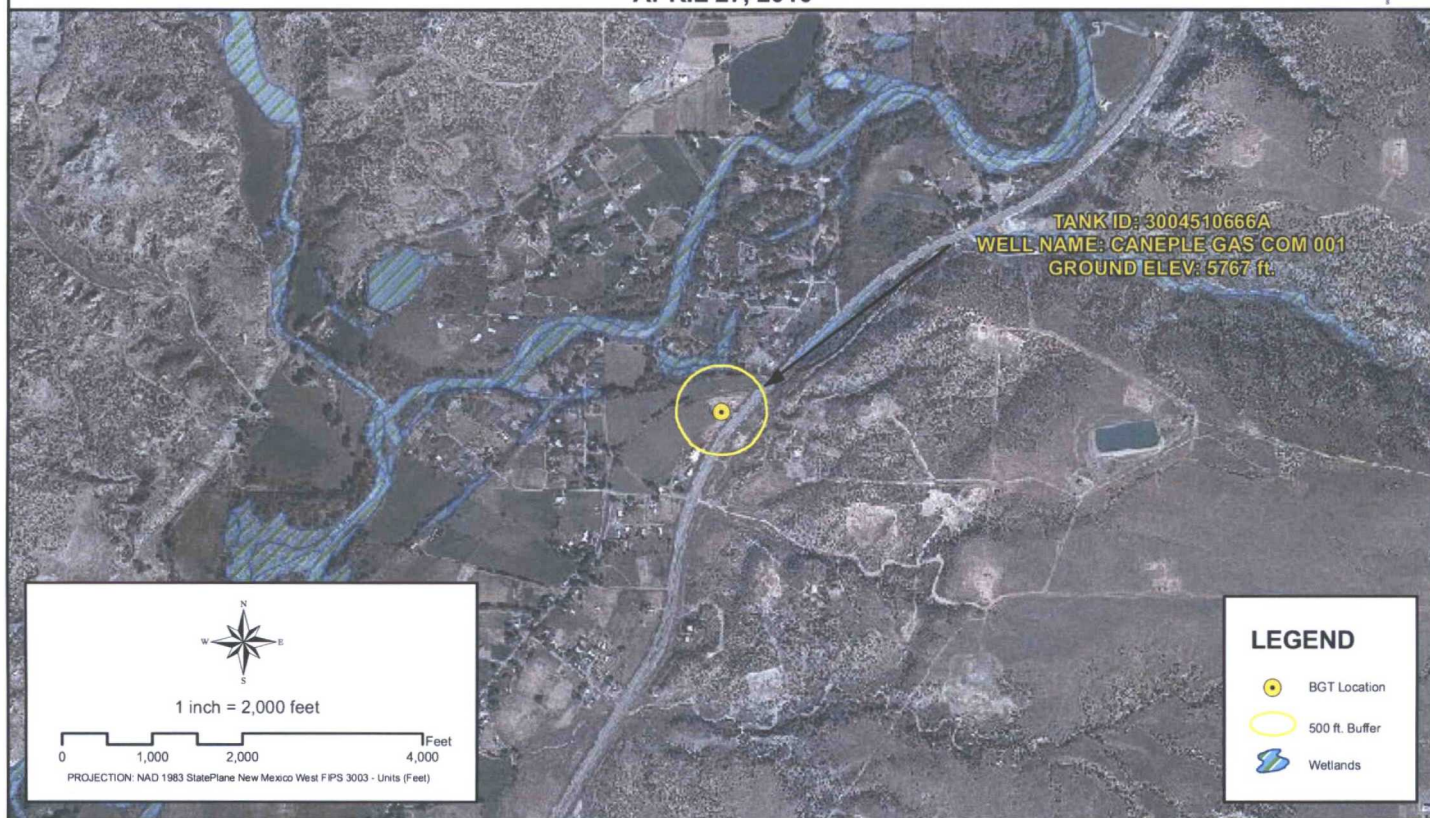 TANK ID: 3004510666A
WELL NAME: CANEPLE GAS COM 001
GROUND ELEV: 5767 ft.
N
W E
S
1 inch = 2,000 feet
Feet
0 1,000 2,000 4,000
PROJECTION: NAD 1983 StatePlane New Mexico West FIPS 3003 - Units (Feet)
LEGEND
BGT Location
500 ft. Buffer
Wetlands